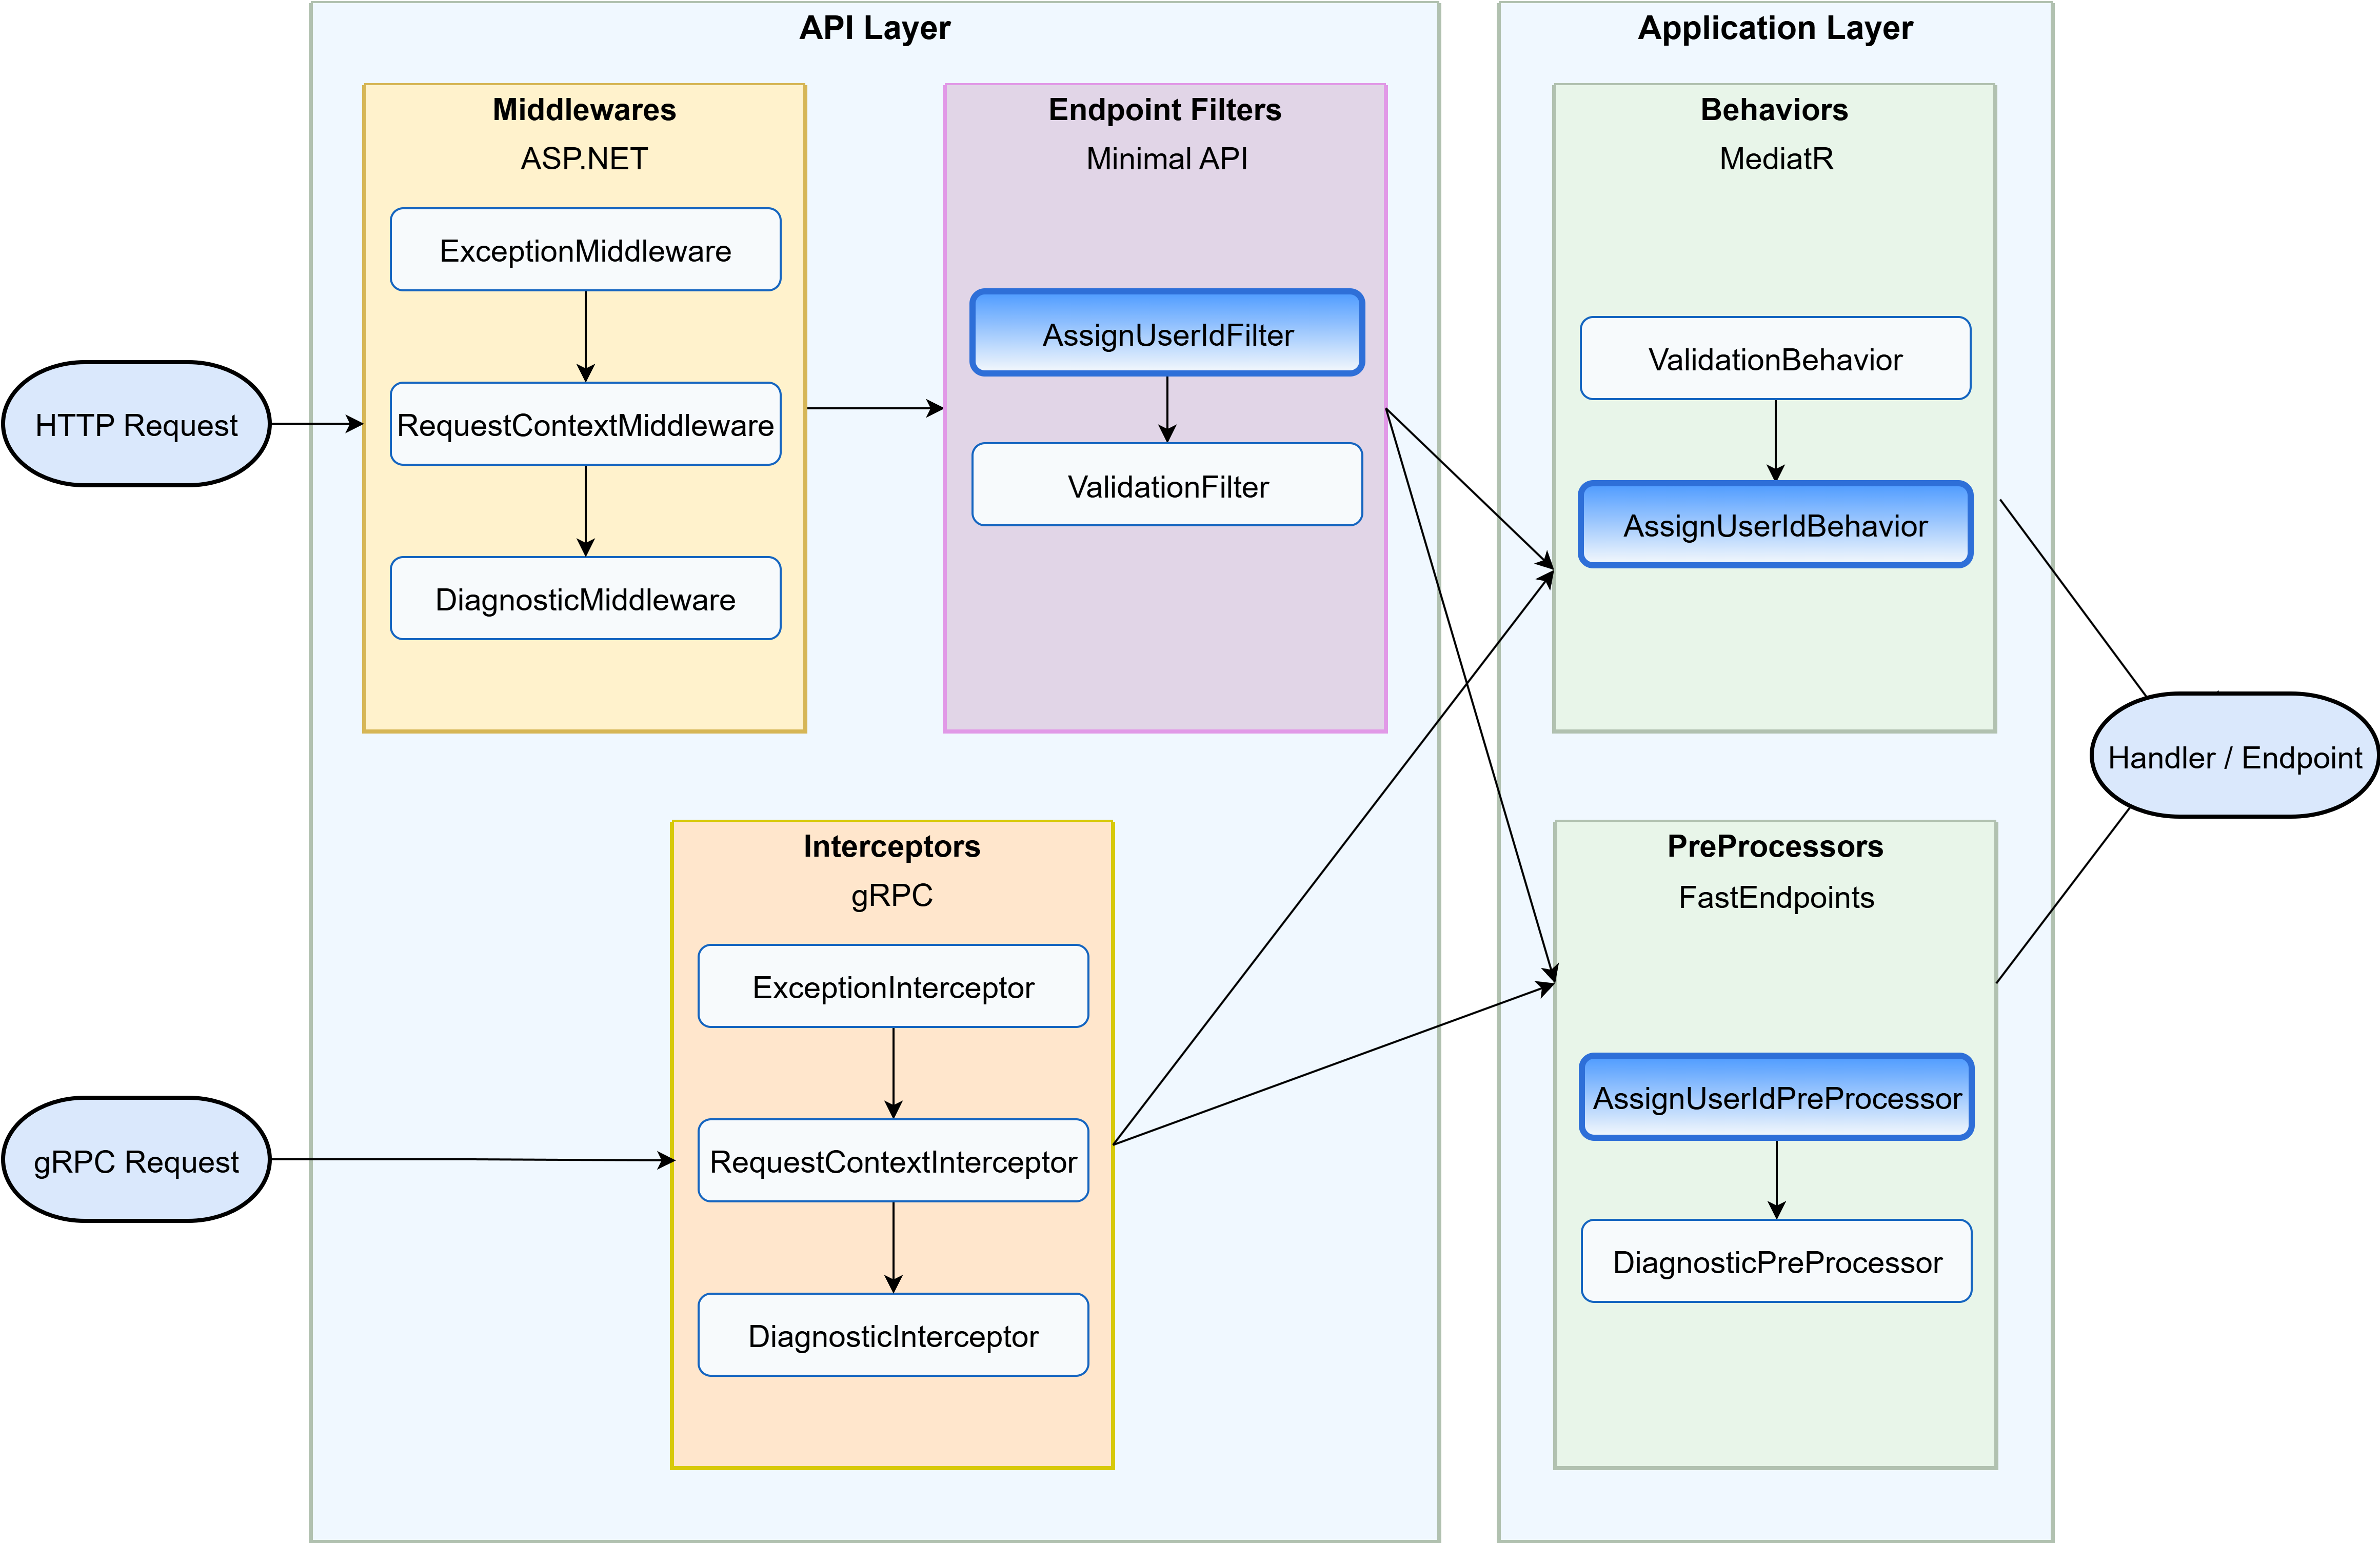 API Layer
Application Layer
Middlewares
ASP.NET
ExceptionMiddleware
RequestContextMiddleware
DiagnosticMiddleware
Endpoint Filters
Minimal API
AssignUserIdFilter
ValidationFilter
Behaviors
MediatR
ValidationBehavior
AssignUserIdBehavior
HTTP Request
Handler / Endpoint
Interceptors
gRPC
ExceptionInterceptor
RequestContextInterceptor
DiagnosticInterceptor
PreProcessors
FastEndpoints
AssignUserIdPreProcessor
DiagnosticPreProcessor
gRPC Request